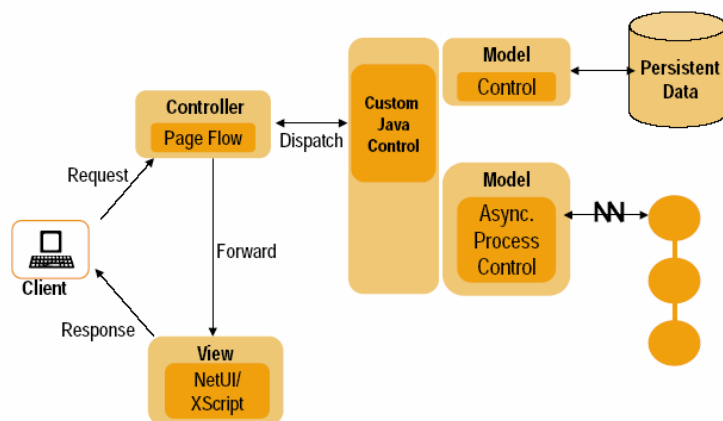 Model
Control
Persistent
Data
Controller
Page Flow
Custom
Java
Control
Dispatch
Request
Model
Async.
Process
Control
NN
Forward
Client
Response
View
NetUI/
XScript